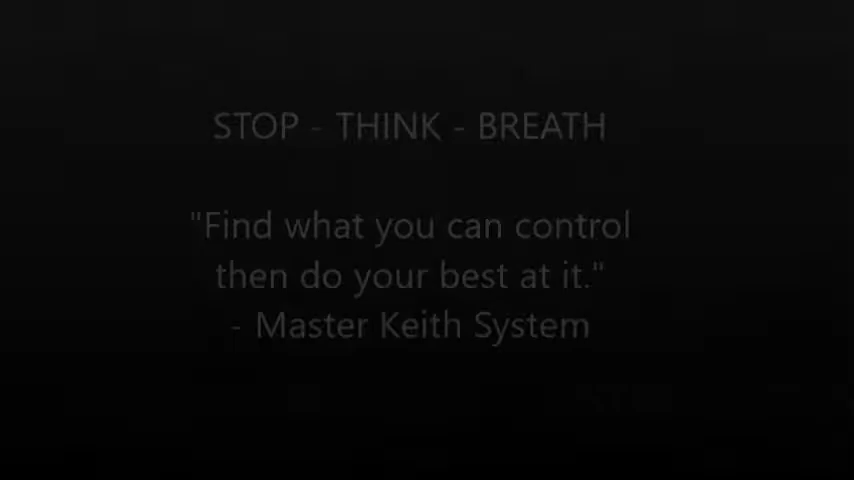 STOP - THINK - BREATH
"Find what you can control
then do your best at it."
- Master Keith System